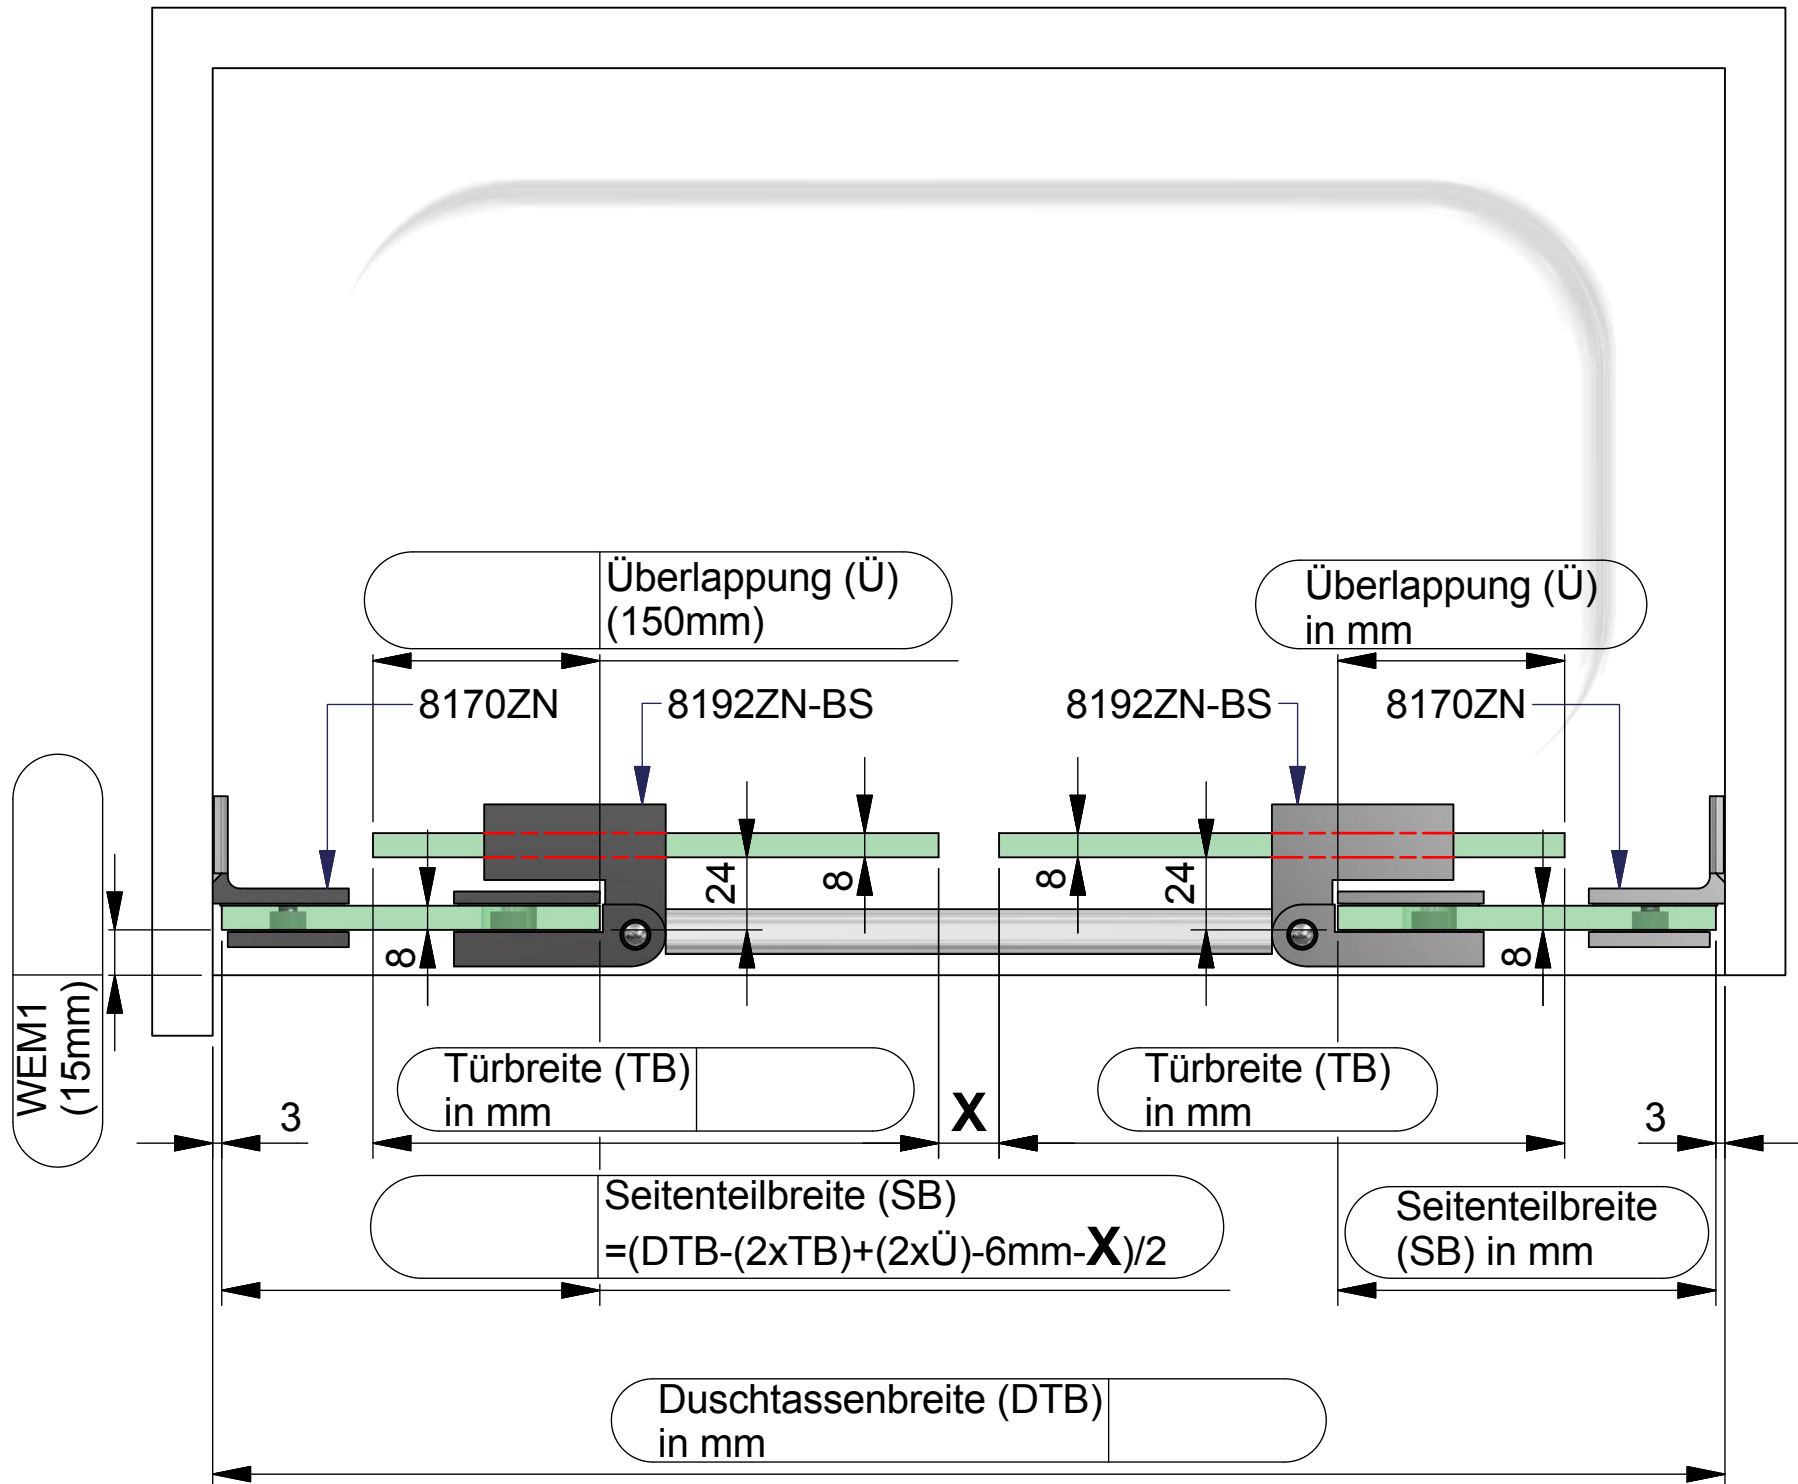 Überlappung (Ü)
(150mm)
Überlappung (Ü)
in mm
8170ZN
8192ZN-BS
8192ZN-BS
8170ZN
24
8
8
24
8
8
WEM1
(15mm)
Türbreite (TB)
in mm
X
Türbreite (TB)
in mm
3
3
Seitenteilbreite (SB)
=(DTB-(2xTB)+(2xÜ)-6mm-X)/2
Seitenteilbreite
(SB) in mm
Duschtassenbreite (DTB)
in mm